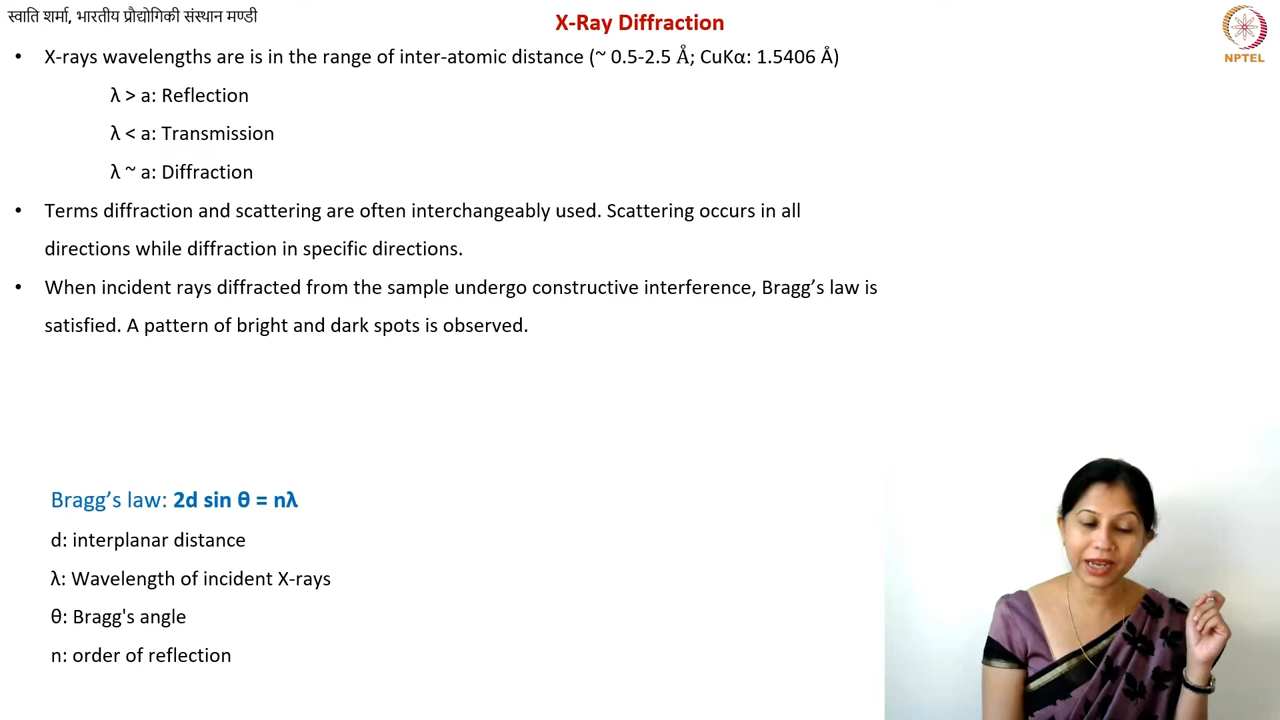 स्वाति शर्मा, भारतीय प्रौद्योगिकी संस्थान मण्डी
X-Ray Diffraction
NPTEL
• X-rays wavelengths are is in the range of inter-atomic distance (~ 0.5-2.5 Å; CuKα: 1.5406 Å)
λ > a: Reflection
λ < a: Transmission
λ ~ a: Diffraction
• Terms diffraction and scattering are often interchangeably used. Scattering occurs in all
directions while diffraction in specific directions.
• When incident rays diffracted from the sample undergo constructive interference, Bragg’s law is
satisfied. A pattern of bright and dark spots is observed.
Bragg’s law: 2d sin θ = nλ
d: interplanar distance
λ: Wavelength of incident X-rays
θ: Bragg's angle
n: order of reflection